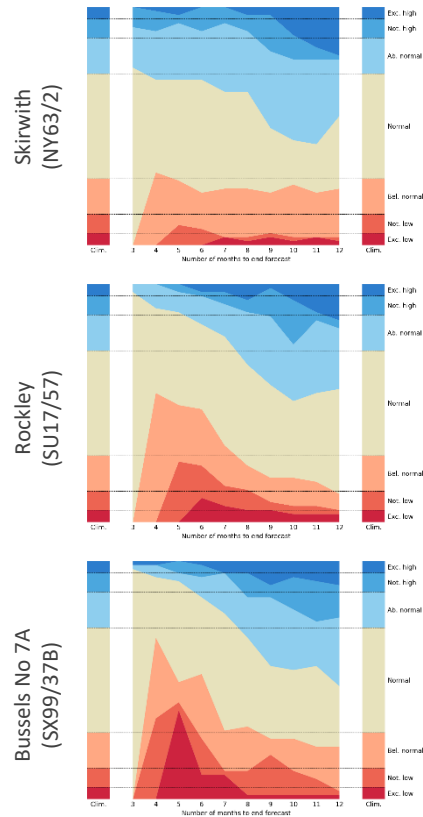 Skirwith
(NY63/2)
Exc. high
Not. high
Ab. normal
Normal
Bel. normal
Not. low
Exc. low
Clim. 3 4 5 6 7 8 9 10 11 12 Clim.
Number of months to end forecast
Rockley
(SU17/57)
Exc. high
Not. high
Ab. normal
Normal
Bel. normal
Not. low
Exc. low
Clim. 3 4 5 6 7 8 9 10 11 12 Clim.
Number of months to end forecast
Bussels No 7A
(SX99/37B)
Exc. high
Not. high
Ab. normal
Normal
Bel. normal
Not. low
Exc. low
Clim. 3 4 5 6 7 8 9 10 11 12 Clim.
Number of months to end forecast